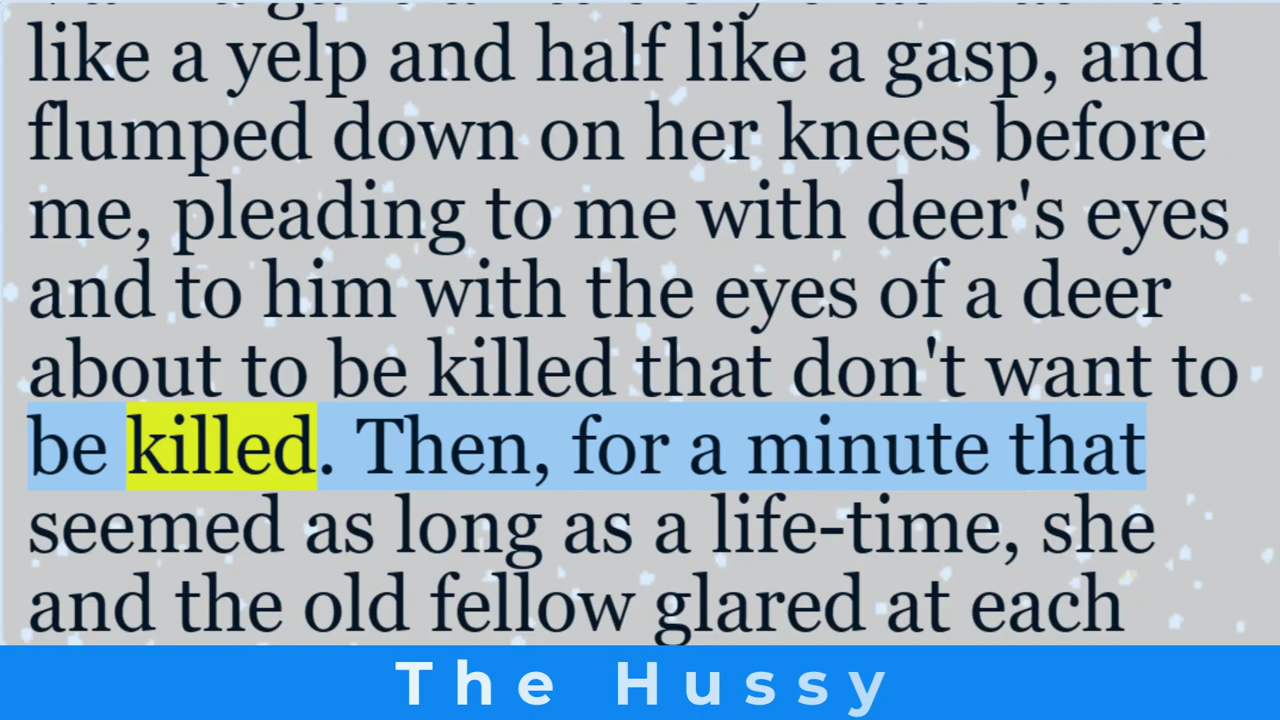 like a yelp and half like a gasp, and
flumped down on her knees before
me, pleading to me with deer's eyes
and to him with the eyes of a deer
about to be killed that don't want to
be killed. Then, for a minute that
seemed as long as a life-time, she
and the old fellow glared at each
The Hussy